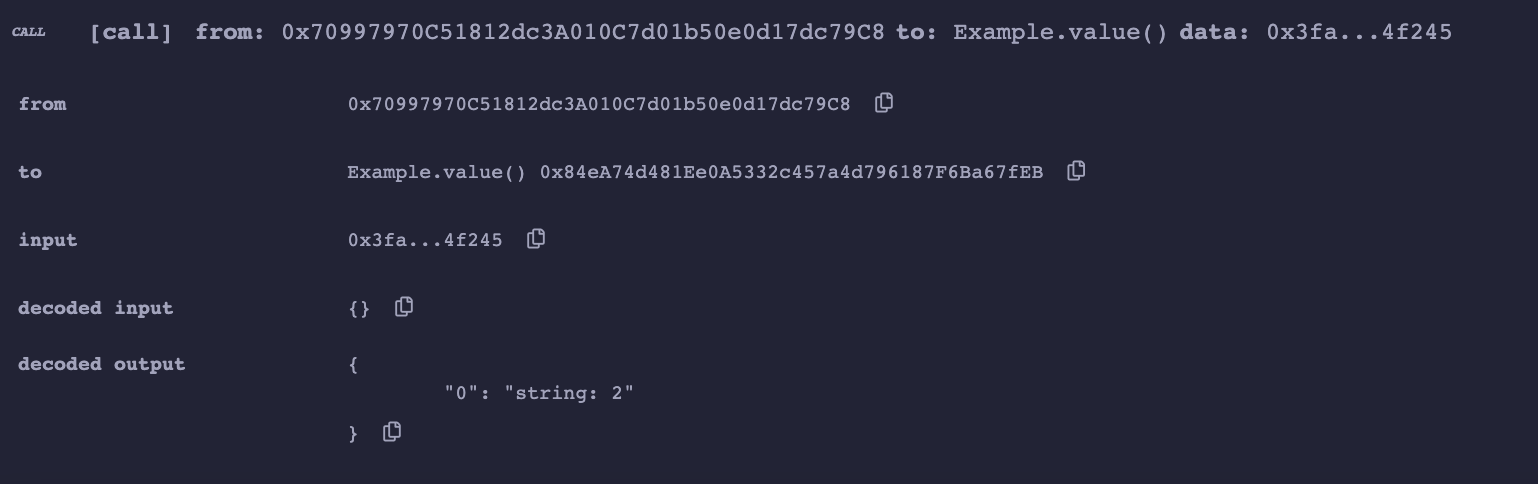 CALL [call] from: 0x70997970C51812dc3A010C7d01b50e0d17dc79C8 to: Example.value() data: 0x3fa...4f245
from 0x70997970C51812dc3A010C7d01b50e0d17dc79C8
to Example.value() 0x84eA74d481Ee0A5332c457a4d796187F6Ba67fEB
input 0x3fa...4f245
decoded input {}
decoded output {
"0": "string: 2"
}